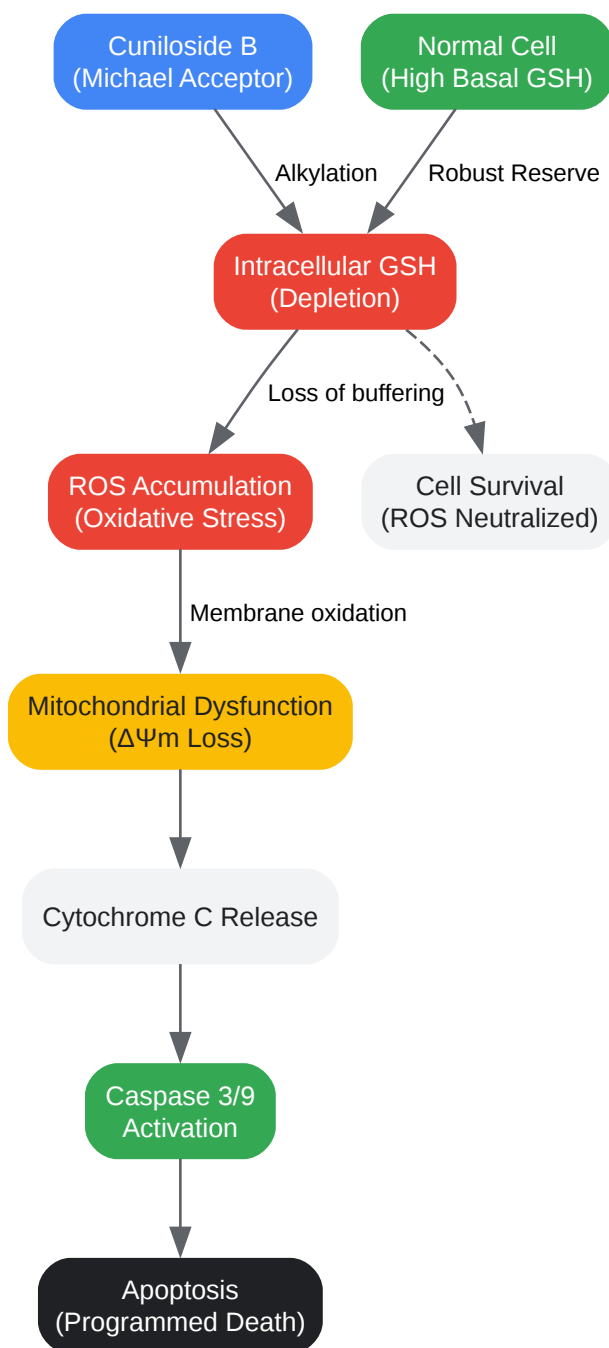 Cuniloside B
(Michael Acceptor)
Normal Cell
(High Basal GSH)
Alkylation
Robust Reserve
Intracellular GSH
(Depletion)
Loss of buffering
ROS Accumulation
(Oxidative Stress)
Cell Survival
(ROS Neutralized)
Membrane oxidation
Mitochondrial Dysfunction
(ΔΨm Loss)
Cytochrome C Release
Caspase 3/9
Activation
Apoptosis
(Programmed Death)